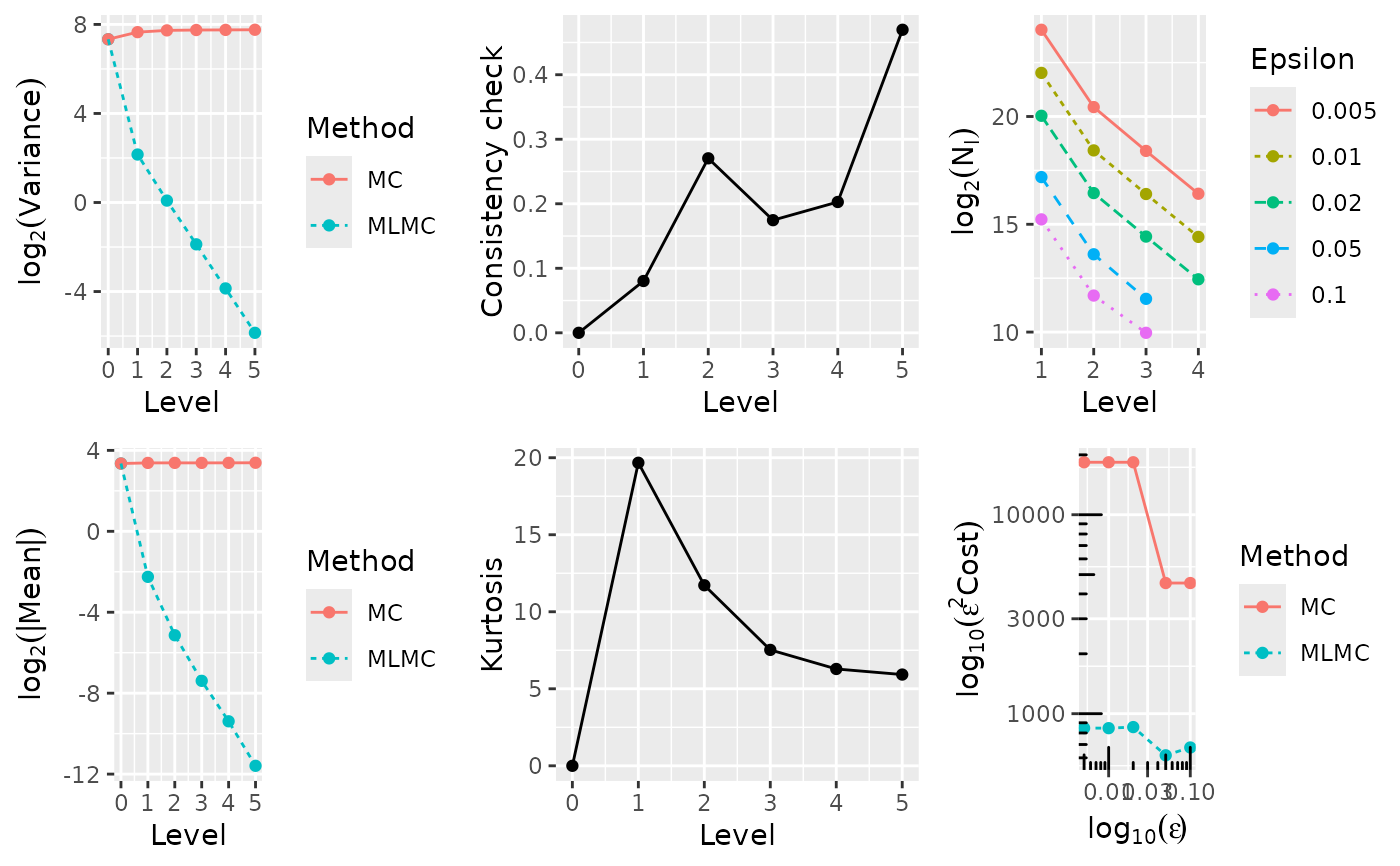 log₂(Variance)
8
4
0
-4
0 1 2 3 4 5
Level
Method
MC
MLMC
Consistency check
0.4
0.3
0.2
0.1
0.0
0 1 2 3 4 5
Level
log₂(Nₗ)
20
15
10
1 2 3 4
Level
Epsilon
0.005
0.01
0.02
0.05
0.1
log₂(|Mean|)
4
0
-4
-8
-12
0 1 2 3 4 5
Level
Method
MC
MLMC
Kurtosis
20
15
10
5
0
0 1 2 3 4 5
Level
log₁₀(ε²Cost)
10000
3000
1000
0.01 0.03 0.10
log₁₀(ε)
Method
MC
MLMC